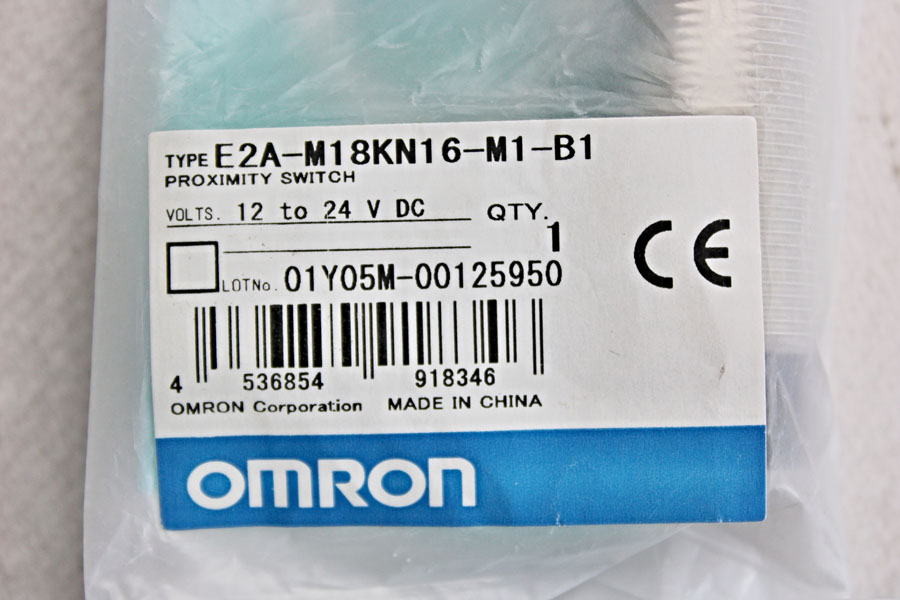 TYPE E2A-M18KN16-M1-B1
PROXIMITY SWITCH
VOLTS. 12 to 24 V DC QTY.
1
LOTNo. 01Y05M-00125950
CE
4 536854 918346
OMRON Corporation MADE IN CHINA
OMRON